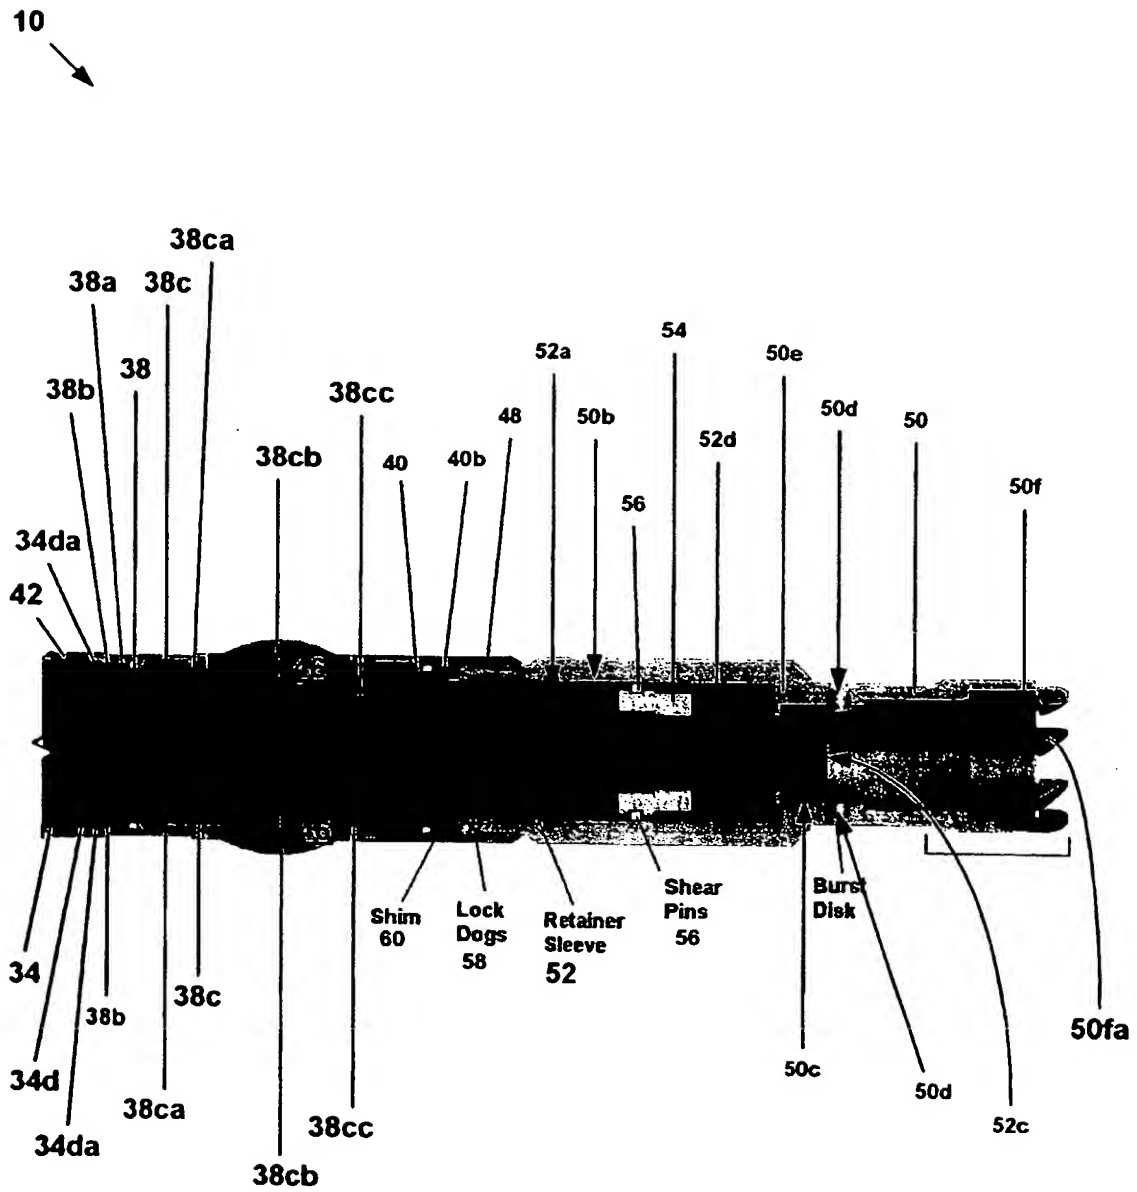 10
38ca
38a
38c
54
52a
50e
38
38b
38cc
50d
50
48
50b
52d
38cb
40
40b
50f
56
34da
42
Shim
60
Lock
Dogs
58
Retainer
Sleeve
52
Shear
Pins
56
Burst
Disk
34
38b
38c
50fa
34d
38ca
34da
38cc
38cb
50c
50d
52c